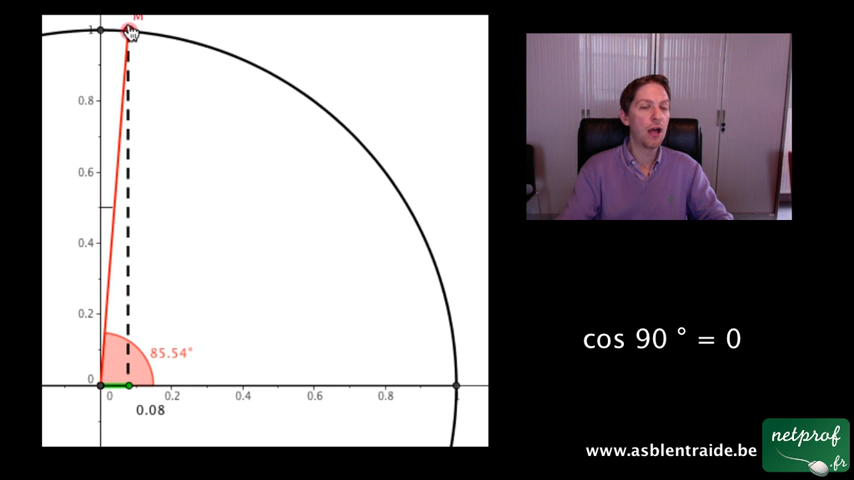 M
1
0.8
0.6
0.4
0.2
0
0 0.2 0.4 0.6 0.8 1
85.54°
0.08
cos 90 ° = 0
www.asblentraide.be
netprof
.fr